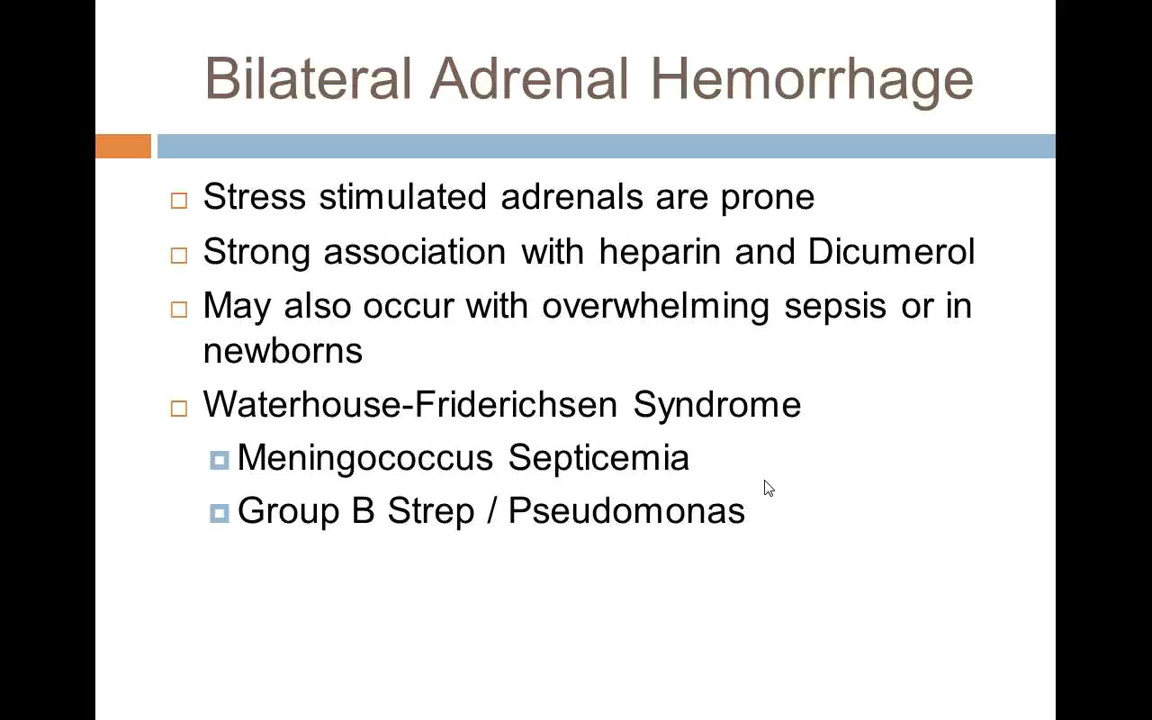 Bilateral Adrenal Hemorrhage
Stress stimulated adrenals are prone
Strong association with heparin and Dicumerol
May also occur with overwhelming sepsis or in
newborns
Waterhouse-Friderichsen Syndrome
Meningococcus Septicemia
Group B Strep / Pseudomonas